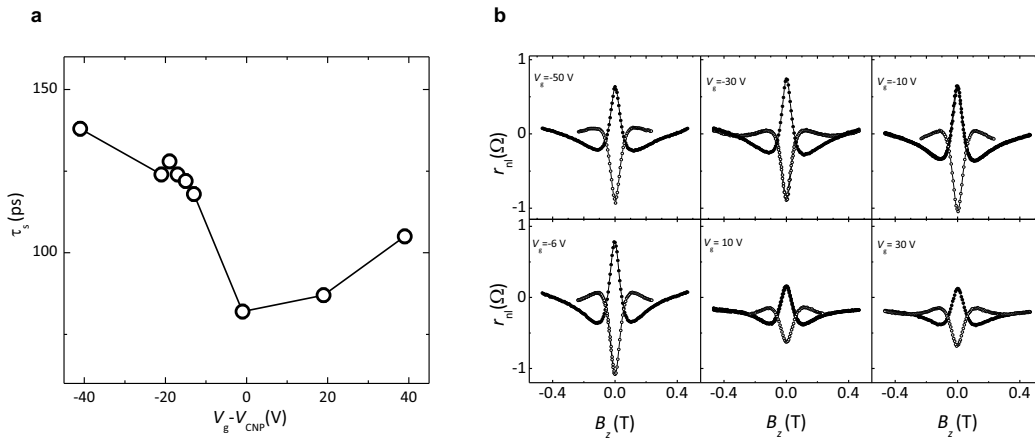 a
150
100
τs (ps)
-40 -20 0 20 40
Vg-VCNP(V)
b
1
0
-1
rnl(Ω)
Vg=-50 V
Vg=-30 V
Vg=-10 V
1
0
-1
rnl(Ω)
Vg=-6 V
Vg= 10 V
Vg= 30 V
-0.4 0.0 0.4
-0.4 0.0 0.4
-0.4 0.0 0.4
Bz(T)
Bz(T)
Bz(T)